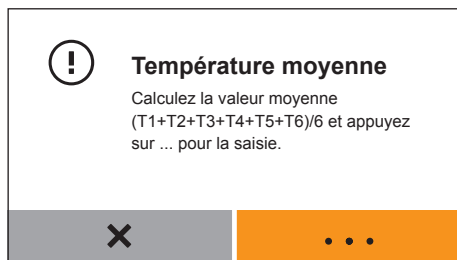 Température moyenne
Calculez la valeur moyenne
(T1+T2+T3+T4+T5+T6)/6 et appuyez
sur ... pour la saisie.